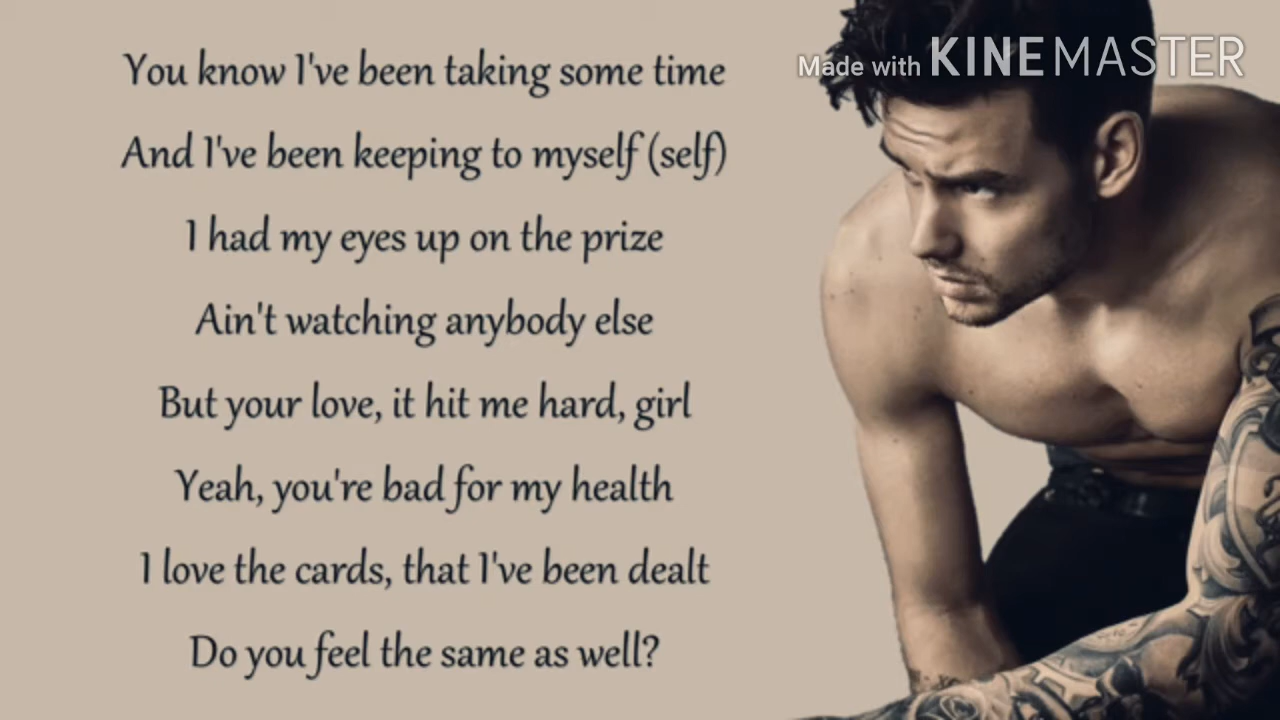 Made with KINEMASTER
You know I've been taking some time
And I've been keeping to myself (self)
I had my eyes up on the prize
Ain't watching anybody else
But your love, it hit me hard, girl
Yeah, you're bad for my health
I love the cards, that I've been dealt
Do you feel the same as well?